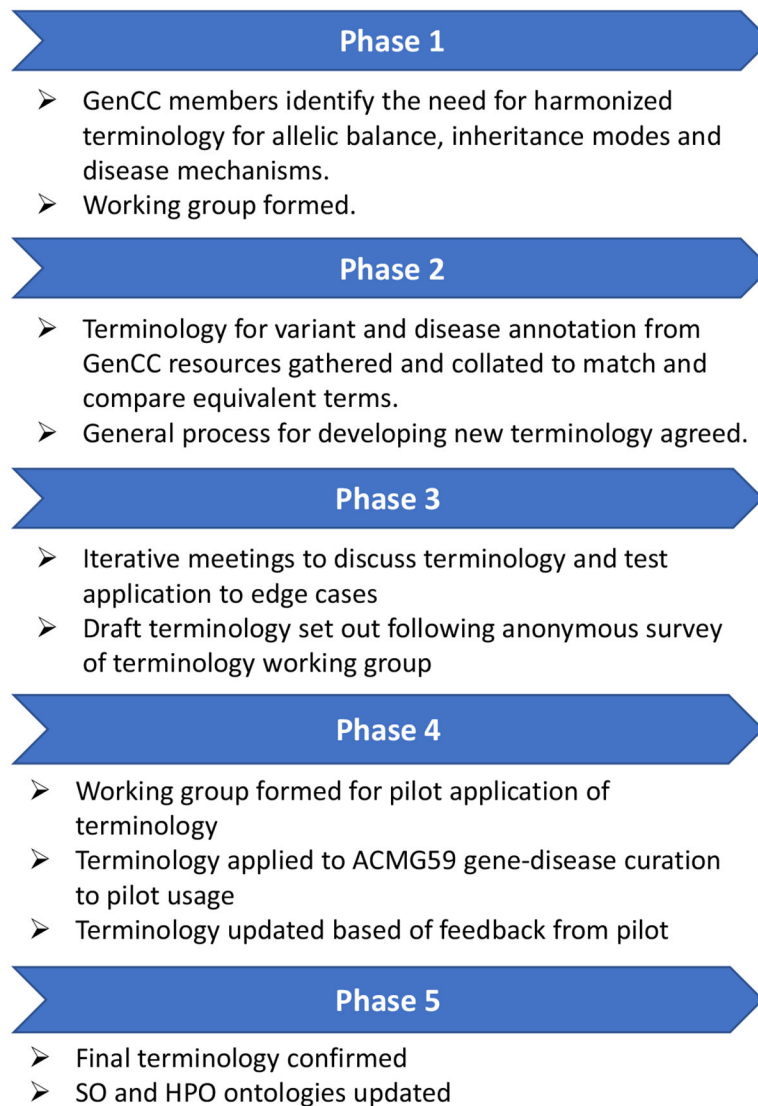 Phase 1
➢ GenCC members identify the need for harmonized
terminology for allelic balance, inheritance modes and
disease mechanisms.
➢ Working group formed.
Phase 2
➢ Terminology for variant and disease annotation from
GenCC resources gathered and collated to match and
compare equivalent terms.
➢ General process for developing new terminology agreed.
Phase 3
➢ Iterative meetings to discuss terminology and test
application to edge cases
➢ Draft terminology set out following anonymous survey
of terminology working group
Phase 4
➢ Working group formed for pilot application of
terminology
➢ Terminology applied to ACMG59 gene-disease curation
to pilot usage
➢ Terminology updated based of feedback from pilot
Phase 5
➢ Final terminology confirmed
➢ SO and HPO ontologies updated